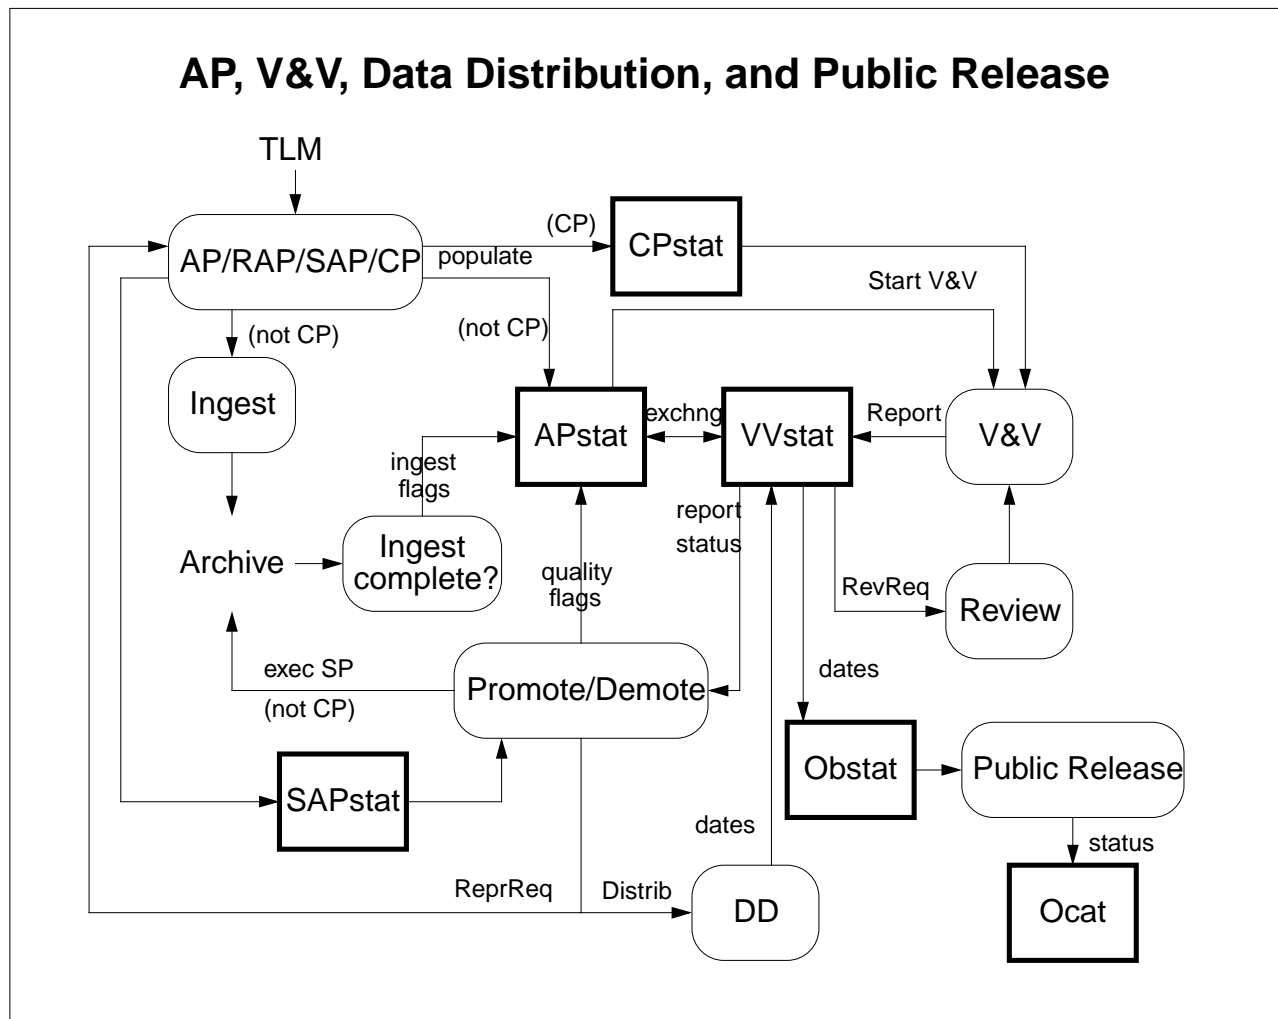 AP, V&V, Data Distribution, and Public Release
TLM
(CP)
AP/RAP/SAP/CP
populate
CPstat
Start V&V
(not CP)
(not CP)
Ingest
APstat
exchng
VVstat
Report
V&V
ingest
flags
report
status
Archive
Ingest
complete?
quality
flags
RevReq
Review
exec SP
(not CP)
Promote/Demote
dates
SAPstat
Obstat
Public Release
dates
status
ReprReq
Distrib
DD
Ocat